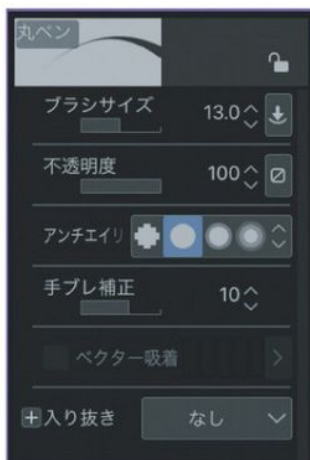 丸ペン
ブラシサイズ 13.0
不透明度 100
アンチエイリ
手ブレ補正 10
ベクター吸着
入り抜き なし